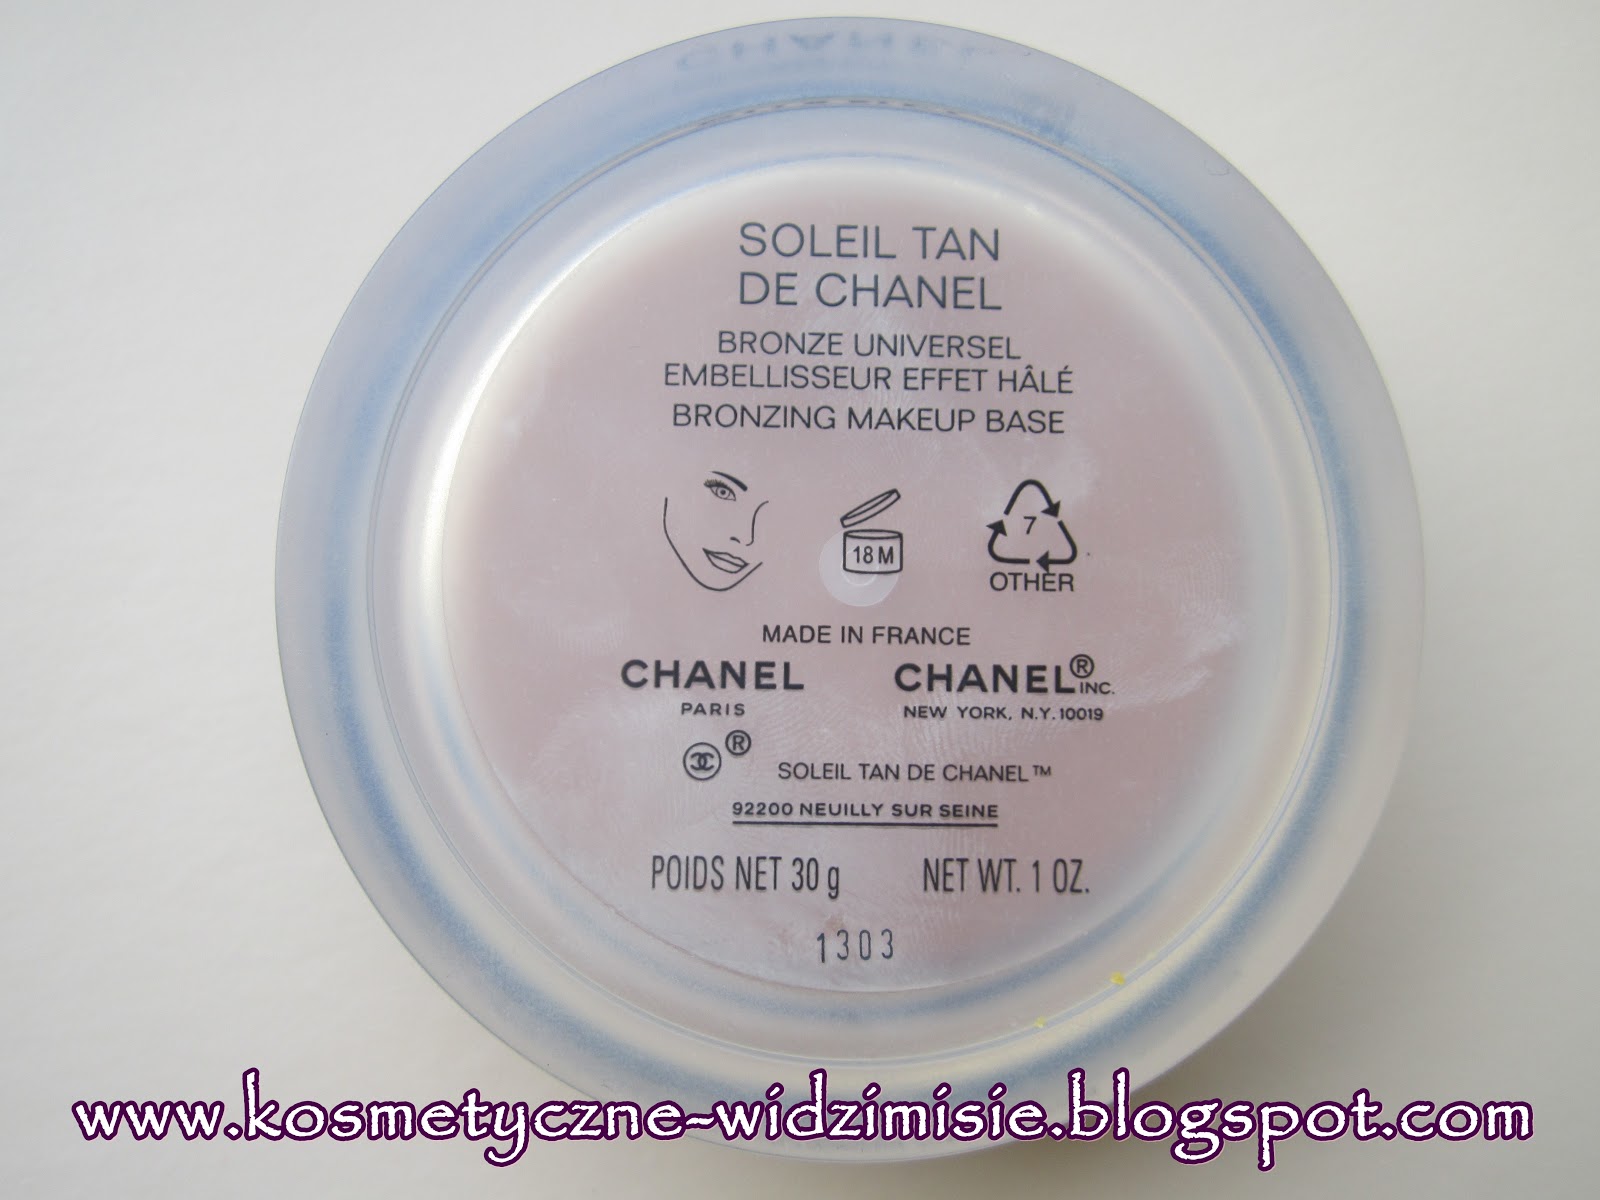 CHANEL
SOLEIL TAN
DE CHANEL
BRONZE UNIVERSEL
EMBELLISSEUR EFFET HÂLÉ
BRONZING MAKEUP BASE
18 M
7
OTHER
MADE IN FRANCE
CHANEL CHANEL® INC.
PARIS NEW YORK, N.Y. 10019
® SOLEIL TAN DE CHANEL™
92200 NEUILLY SUR SEINE
POIDS NET 30 g NET WT. 1 OZ.
1303
www.kosmetyczne-widzimisie.blogspot.com